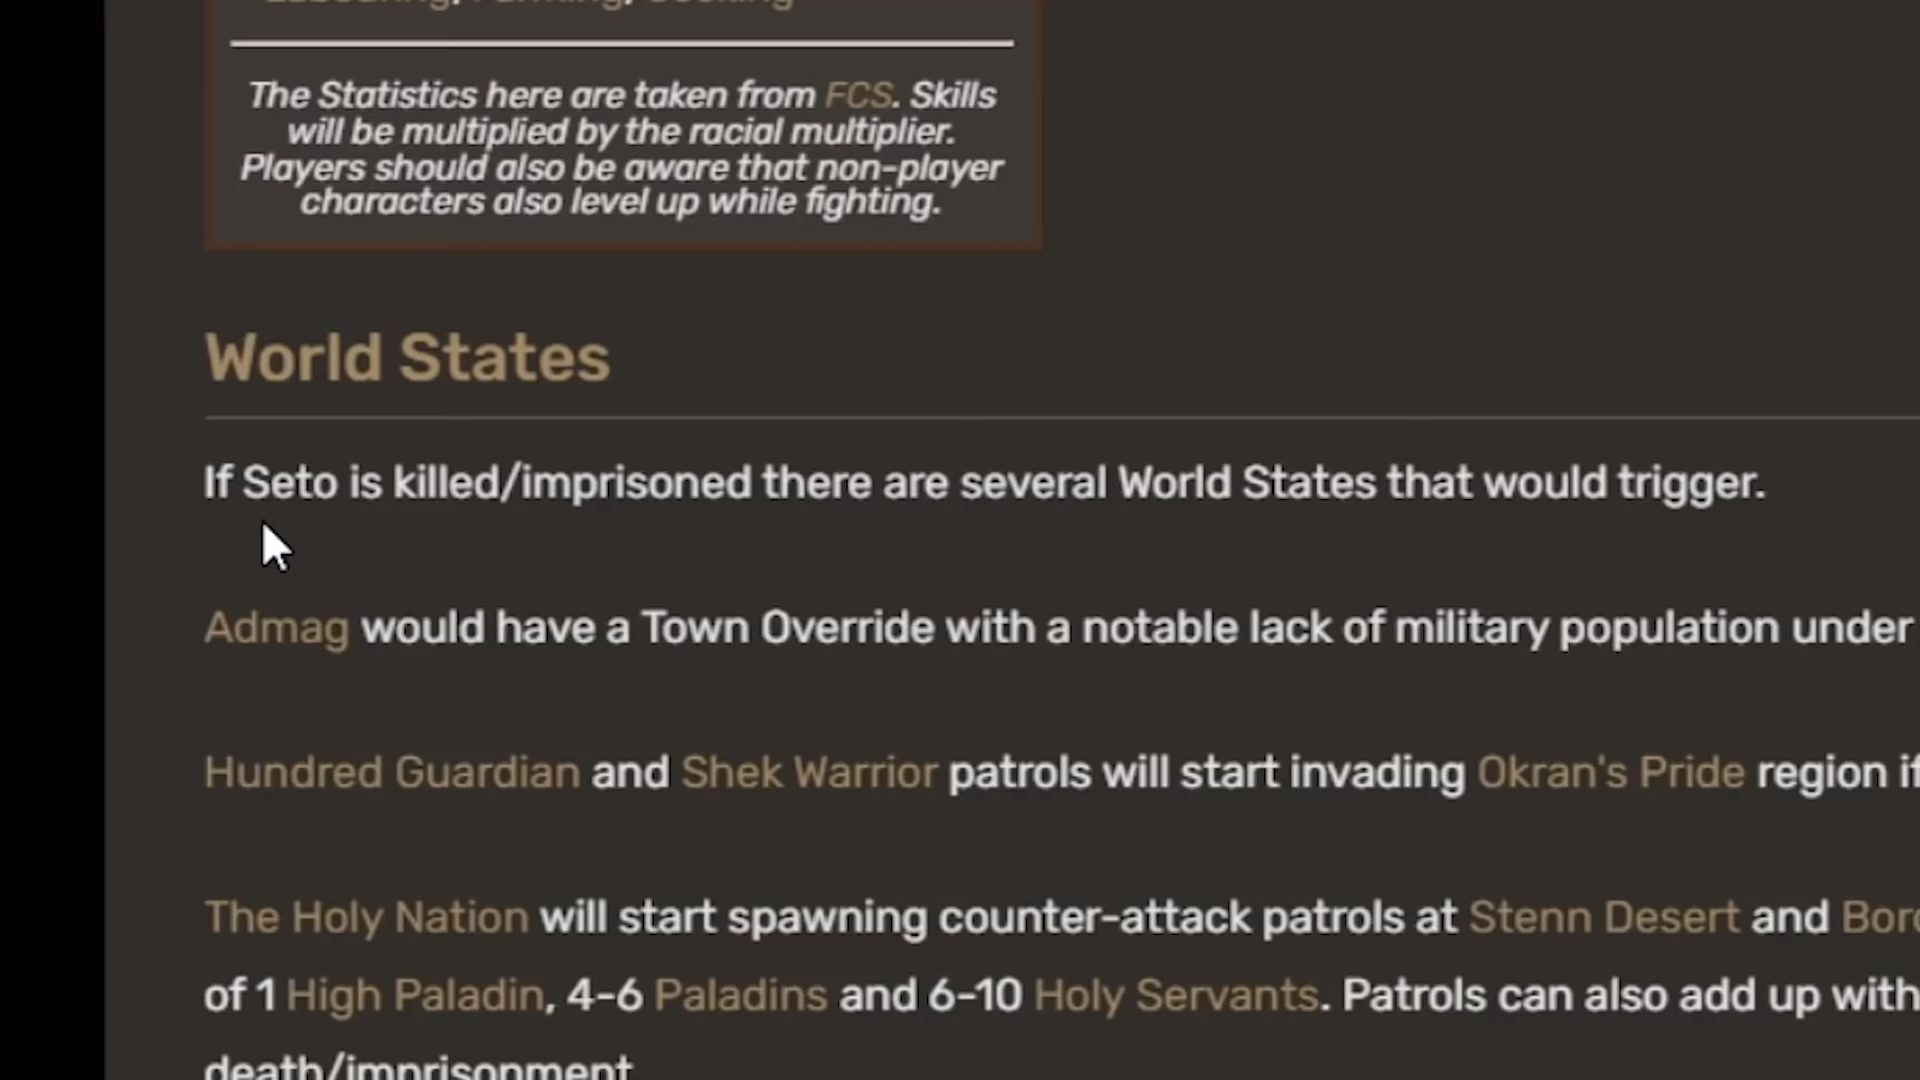 The Statistics here are taken from FCS. Skills
will be multiplied by the racial multiplier.
Players should also be aware that non-player
characters also level up while fighting.
World States
If Seto is killed/imprisoned there are several World States that would trigger.
Admag would have a Town Override with a notable lack of military population under
Hundred Guardian and Shek Warrior patrols will start invading Okran's Pride region if
The Holy Nation will start spawning counter-attack patrols at Stenn Desert and
of 1 High Paladin, 4-6 Paladins and 6-10 Holy Servants. Patrols can also add up with
death/imprisonment.